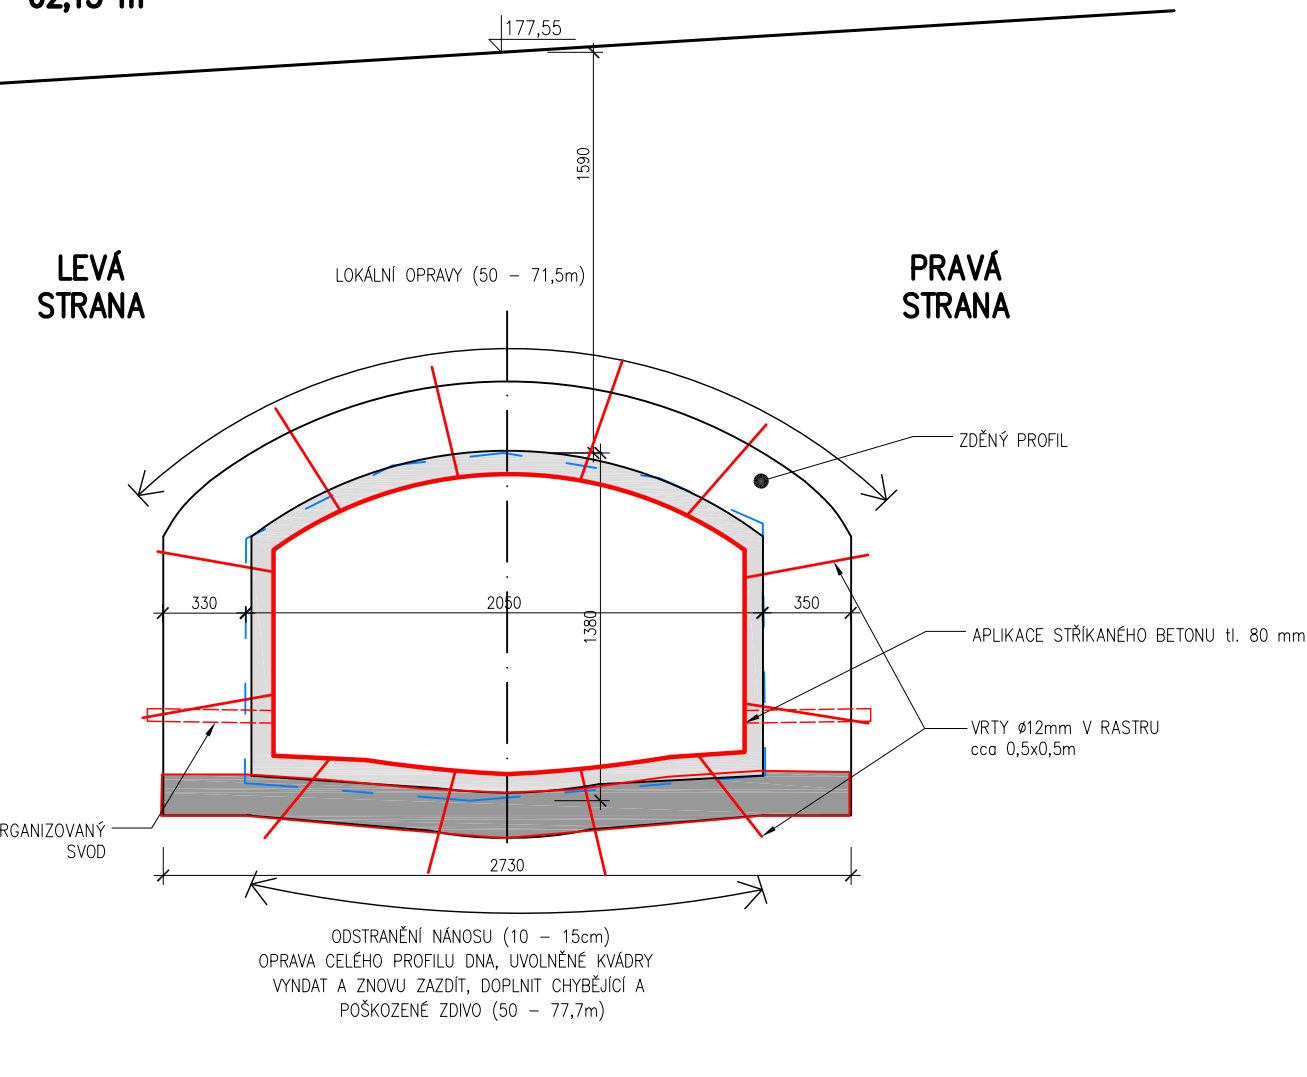 177,55
1590
LEVÁ
STRANA
LOKÁLNÍ OPRAVY (50 – 71,5m)
PRAVÁ
STRANA
ZDĚNÝ PROFIL
330
2050
350
1380
APLIKACE STŘÍKANÉHO BETONU tl. 80 mm
VRTY ø12mm V RASTRU
cca 0,5x0,5m
RGANIZOVANÝ
SVOD
2730
ODSTRANĚNÍ NÁNOSU (10 – 15cm)
OPRAVA CELÉHO PROFILU DNA, UVOLNĚNÉ KVÁDRY
VYNDAT A ZNOVU ZAZDÍT, DOPLNIT CHYBĚJÍCÍ A
POŠKOZENÉ ZDIVO (50 – 77,7m)